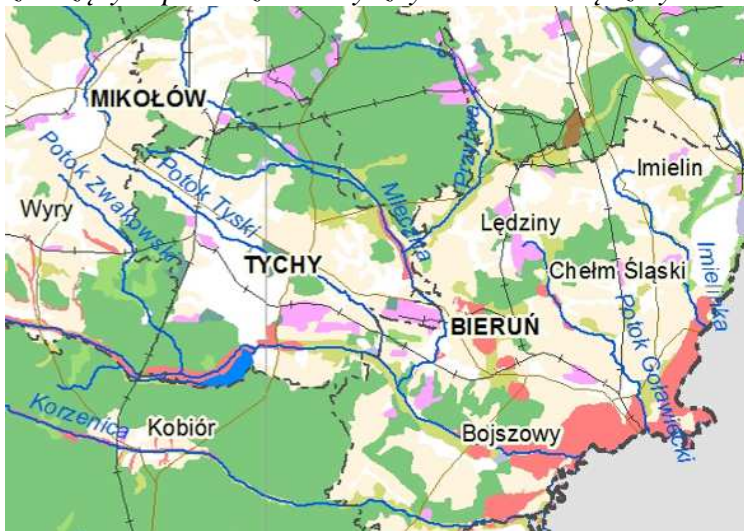 MIKOŁÓW
Przyrwa
Potok Zwakowski
Potok Tyski
Imielin
Mleczka
Wyry
Lędziny
TYCHY
Chełm Śląski
Imielinka
BIERUŃ
Potok Goławiecki
Korzenica
Kobiór
Bojszowy